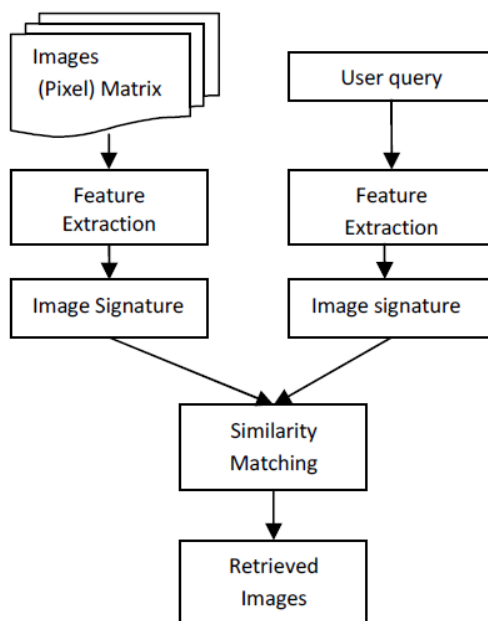 Images
(Pixel) Matrix
User query
Feature
Extraction
Feature
Extraction
Image Signature
Image signature
Similarity
Matching
Retrieved
Images